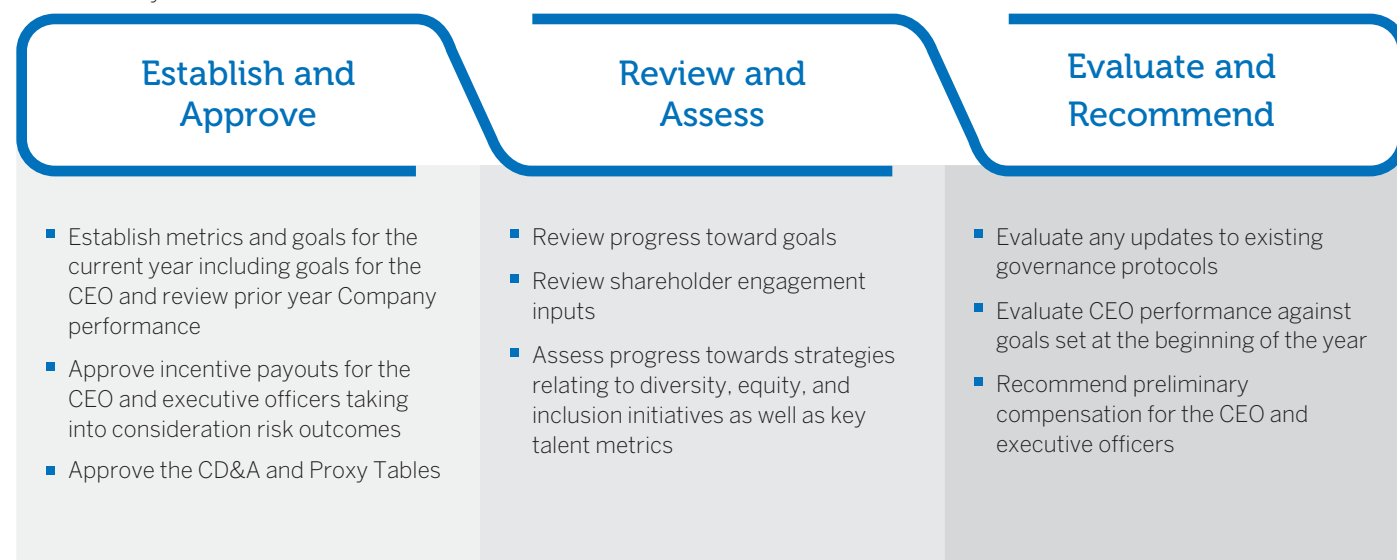 Establish and
Approve
Review and
Assess
Evaluate and
Recommend
Establish metrics and goals for the
current year including goals for the
CEO and review prior year Company
performance
Approve incentive payouts for the
CEO and executive officers taking
into consideration risk outcomes
Approve the CD&A and Proxy Tables
Review progress toward goals
Review shareholder engagement
inputs
Assess progress towards strategies
relating to diversity, equity, and
inclusion initiatives as well as key
talent metrics
Evaluate any updates to existing
governance protocols
Evaluate CEO performance against
goals set at the beginning of the year
Recommend preliminary
compensation for the CEO and
executive officers